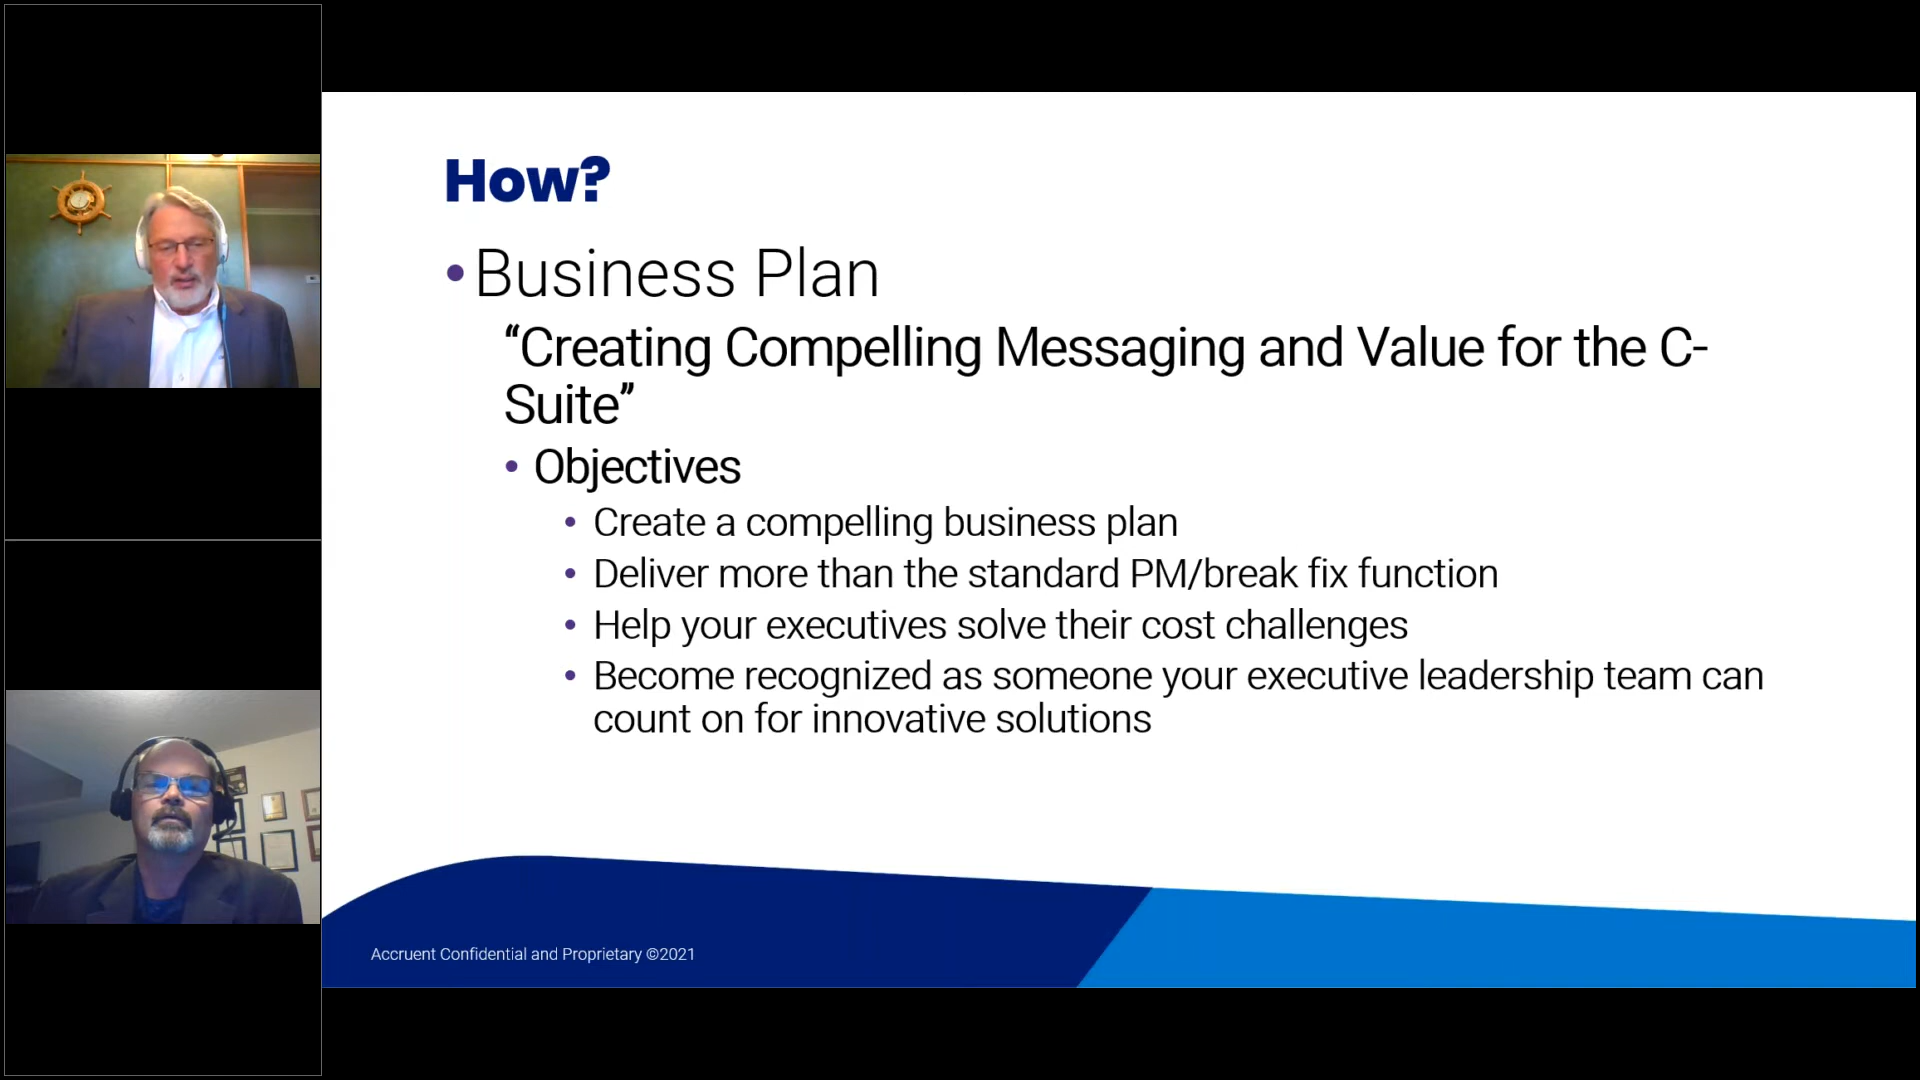 How?
• Business Plan
“Creating Compelling Messaging and Value for the C-
Suite”
• Objectives
• Create a compelling business plan
• Deliver more than the standard PM/break fix function
• Help your executives solve their cost challenges
• Become recognized as someone your executive leadership team can
count on for innovative solutions
Accruent Confidential and Proprietary ©2021